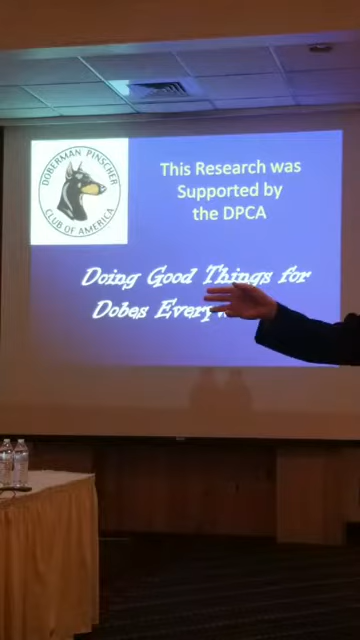 DOBERMAN PINSCHER
CLUB OF AMERICA
This Research was
Supported by
the DPCA
Doing Good Things for
Dobes